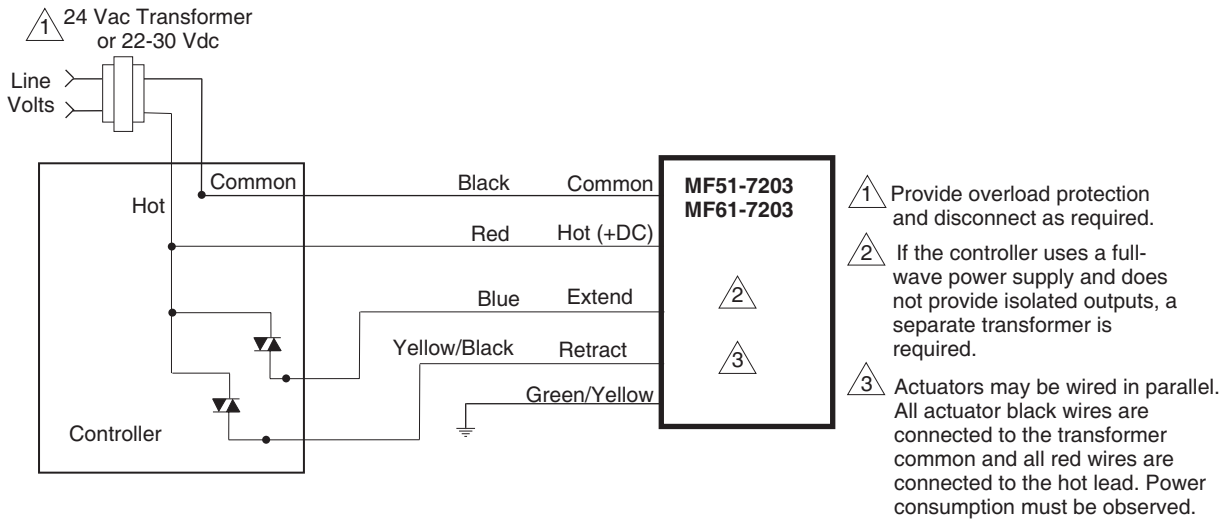 1
24 Vac Transformer
or 22-30 Vdc
Line
Volts
Common
Hot
Controller
Black
Common
Red
Hot (+DC)
Blue
Extend
Yellow/Black
Retract
Green/Yellow
MF51-7203
MF61-7203
2
3
1
Provide overload protection
and disconnect as required.
2
If the controller uses a full-
wave power supply and does
not provide isolated outputs, a
separate transformer is
required.
3
Actuators may be wired in parallel.
All actuator black wires are
connected to the transformer
common and all red wires are
connected to the hot lead. Power
consumption must be observed.